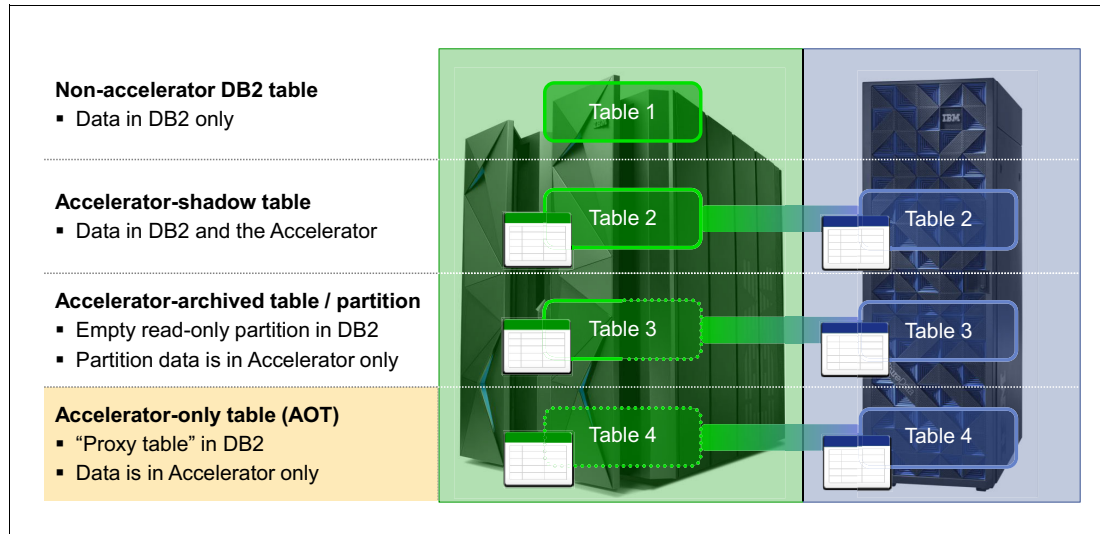 Non-accelerator DB2 table
▪ Data in DB2 only
Table 1
IBM
IBM
Accelerator-shadow table
▪ Data in DB2 and the Accelerator
Table 2
Table 2
Accelerator-archived table / partition
▪ Empty read-only partition in DB2
▪ Partition data is in Accelerator only
Table 3
Table 3
Accelerator-only table (AOT)
▪ “Proxy table” in DB2
▪ Data is in Accelerator only
Table 4
Table 4